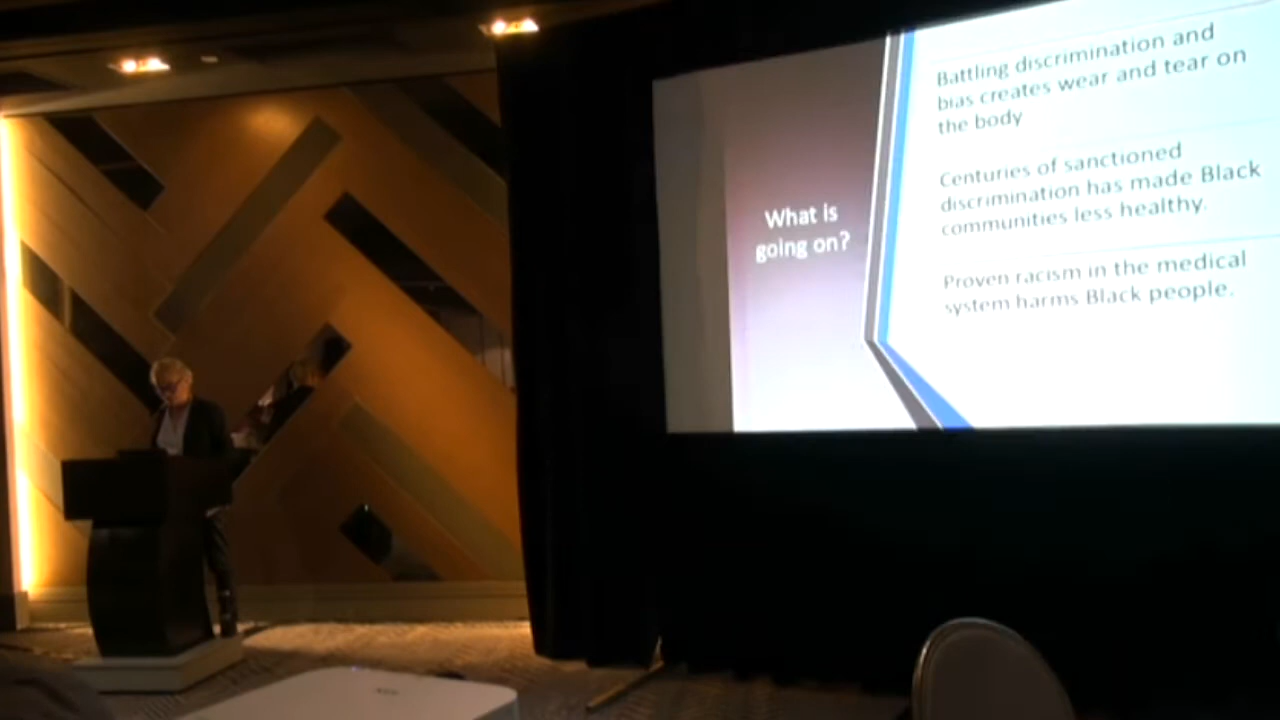 What is
going on?
Battling discrimination and
bias creates wear and tear on
the body
Centuries of sanctioned
discrimination has made Black
communities less healthy.
Proven racism in the medical
system harms Black people.